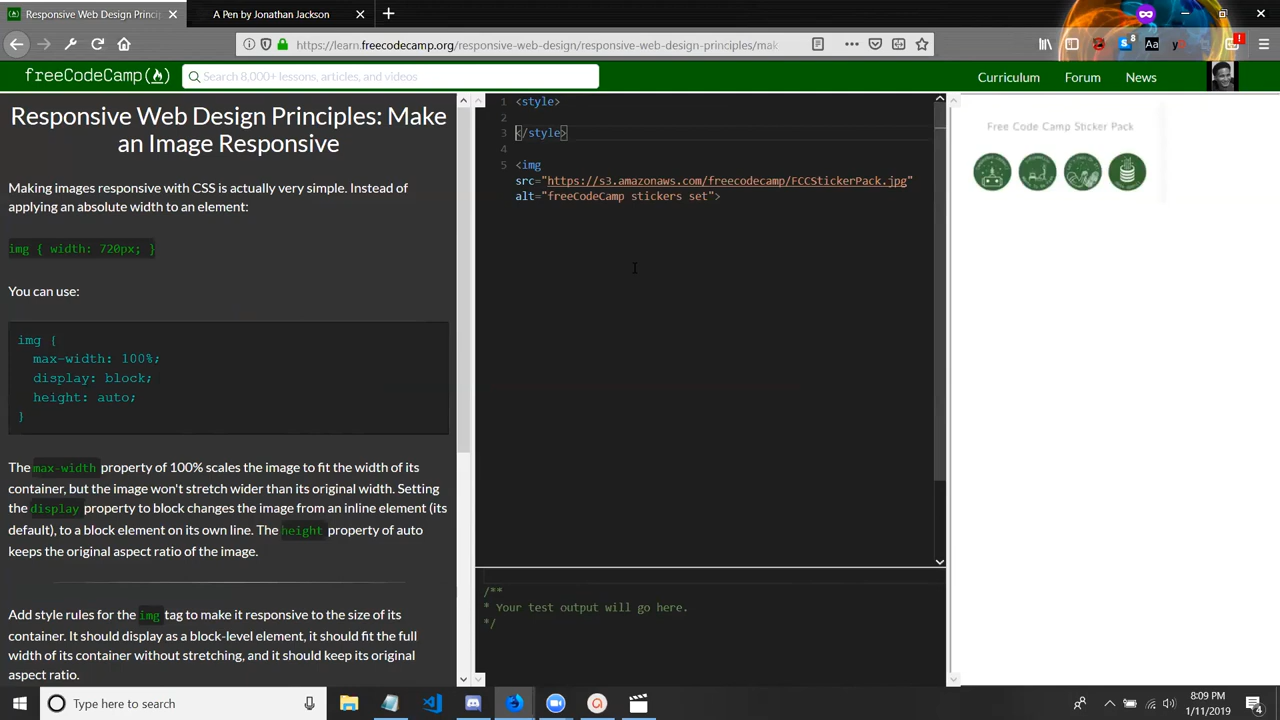 Responsive Web Design Princi
A Pen by Jonathan Jackson
https://learn.freecodecamp.org/responsive-web-design/responsive-web-design-principles/mak
freeCodeCamp
Search 8,000+ lessons, articles, and videos
Curriculum
Forum
News
Responsive Web Design Principles: Make
an Image Responsive
Making images responsive with CSS is actually very simple. Instead of
applying an absolute width to an element:
img { width: 720px; }
You can use:
img {
max-width: 100%;
display: block;
height: auto;
}
The max-width property of 100% scales the image to fit the width of its
container, but the image won't stretch wider than its original width. Setting
the display property to block changes the image from an inline element (its
default), to a block element on its own line. The height property of auto
keeps the original aspect ratio of the image.
Add style rules for the img tag to make it responsive to the size of its
container. It should display as a block-level element, it should fit the full
width of its container without stretching, and it should keep its original
aspect ratio.
1 <style>
2
3 </style>
4
5 <img
src="https://s3.amazonaws.com/freecodecamp/FCCStickerPack.jpg"
alt="freeCodeCamp stickers set">
/**
* Your test output will go here.
*/
Free Code Camp Sticker Pack
Type here to search
8:09 PM
1/11/2019